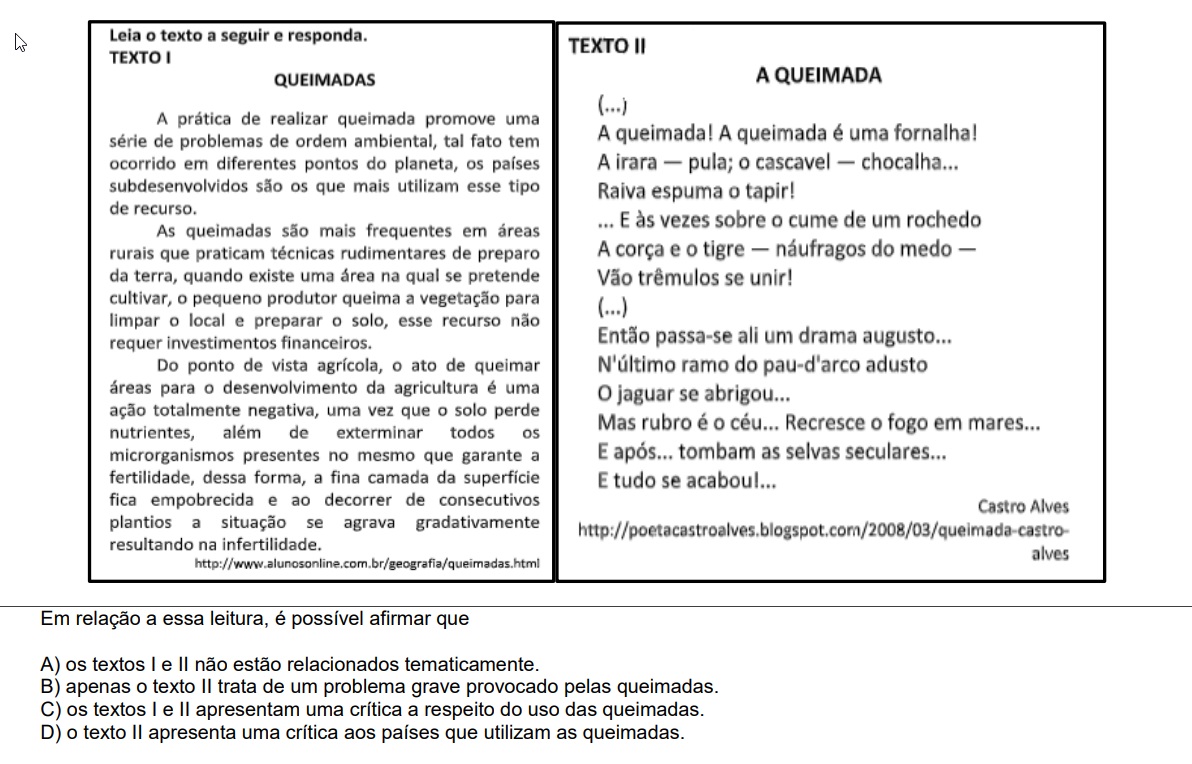 Leia o texto a seguir e responda.
TEXTO I
QUEIMADAS
A prática de realizar queimada promove uma
série de problemas de ordem ambiental, tal fato tem
ocorrido em diferentes pontos do planeta, os países
subdesenvolvidos são os que mais utilizam esse tipo
de recurso.
As queimadas são mais frequentes em áreas
rurais que praticam técnicas rudimentares de preparo
da terra, quando existe uma área na qual se pretende
cultivar, o pequeno produtor queima a vegetação para
limpar o local e preparar o solo, esse recurso não
requer investimentos financeiros.
Do ponto de vista agrícola, o ato de queimar
áreas para o desenvolvimento da agricultura é uma
ação totalmente negativa, uma vez que o solo perde
nutrientes, além de exterminar todos os
microrganismos presentes no mesmo que garante a
fertilidade, dessa forma, a fina camada da superfície
fica empobrecida e ao decorrer de consecutivos
plantios a situação se agrava gradativamente
resultando na infertilidade.
http://www.alunosonline.com.br/geografia/queimadas.html
TEXTO II
A QUEIMADA
(...)
A queimada! A queimada é uma fornalha!
A irara — pula; o cascavel — chocalha...
Raiva espuma o tapir!
... E às vezes sobre o cume de um rochedo
A corça e o tigre — náufragos do medo —
Vão trêmulos se unir!
(...)
Então passa-se ali um drama augusto...
N'último ramo do pau-d'arco adusto
O jaguar se abrigou...
Mas rubro é o céu... Recresce o fogo em mares...
E após... tombam as selvas seculares...
E tudo se acabou!...
Castro Alves
http://poetacastroalves.blogspot.com/2008/03/queimada-castro-
alves
Em relação a essa leitura, é possível afirmar que
A) os textos I e II não estão relacionados tematicamente.
B) apenas o texto II trata de um problema grave provocado pelas queimadas.
C) os textos I e II apresentam uma crítica a respeito do uso das queimadas.
D) o texto II apresenta uma crítica aos países que utilizam as queimadas.